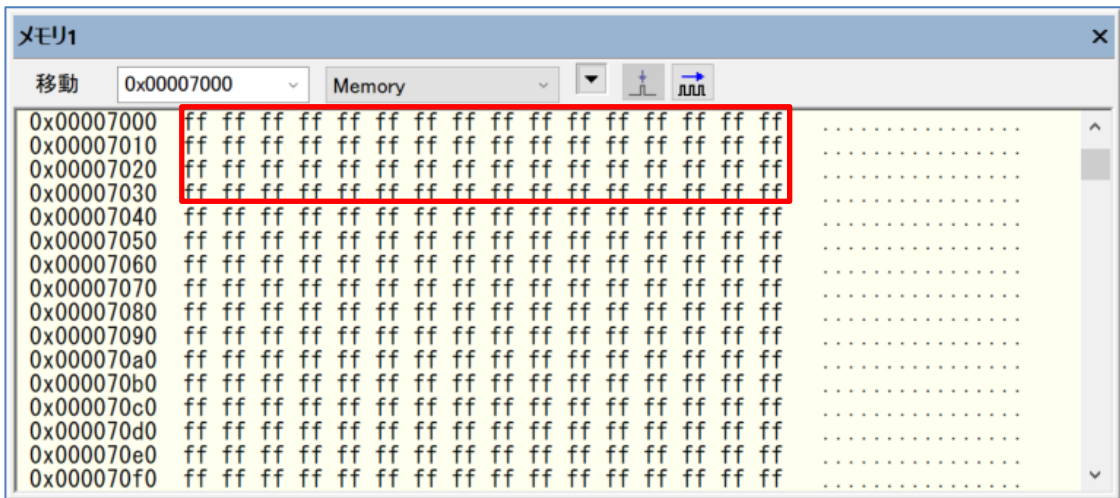 メモリ1
移動 0x00007000 Memory
0x00007000 ff ff ff ff ff ff ff ff ff ff ff ff ff ff ff ff ................
0x00007010 ff ff ff ff ff ff ff ff ff ff ff ff ff ff ff ff ................
0x00007020 ff ff ff ff ff ff ff ff ff ff ff ff ff ff ff ff ................
0x00007030 ff ff ff ff ff ff ff ff ff ff ff ff ff ff ff ff ................
0x00007040 ff ff ff ff ff ff ff ff ff ff ff ff ff ff ff ff ................
0x00007050 ff ff ff ff ff ff ff ff ff ff ff ff ff ff ff ff ................
0x00007060 ff ff ff ff ff ff ff ff ff ff ff ff ff ff ff ff ................
0x00007070 ff ff ff ff ff ff ff ff ff ff ff ff ff ff ff ff ................
0x00007080 ff ff ff ff ff ff ff ff ff ff ff ff ff ff ff ff ................
0x00007090 ff ff ff ff ff ff ff ff ff ff ff ff ff ff ff ff ................
0x000070a0 ff ff ff ff ff ff ff ff ff ff ff ff ff ff ff ff ................
0x000070b0 ff ff ff ff ff ff ff ff ff ff ff ff ff ff ff ff ................
0x000070c0 ff ff ff ff ff ff ff ff ff ff ff ff ff ff ff ff ................
0x000070d0 ff ff ff ff ff ff ff ff ff ff ff ff ff ff ff ff ................
0x000070e0 ff ff ff ff ff ff ff ff ff ff ff ff ff ff ff ff ................
0x000070f0 ff ff ff ff ff ff ff ff ff ff ff ff ff ff ff ff ................